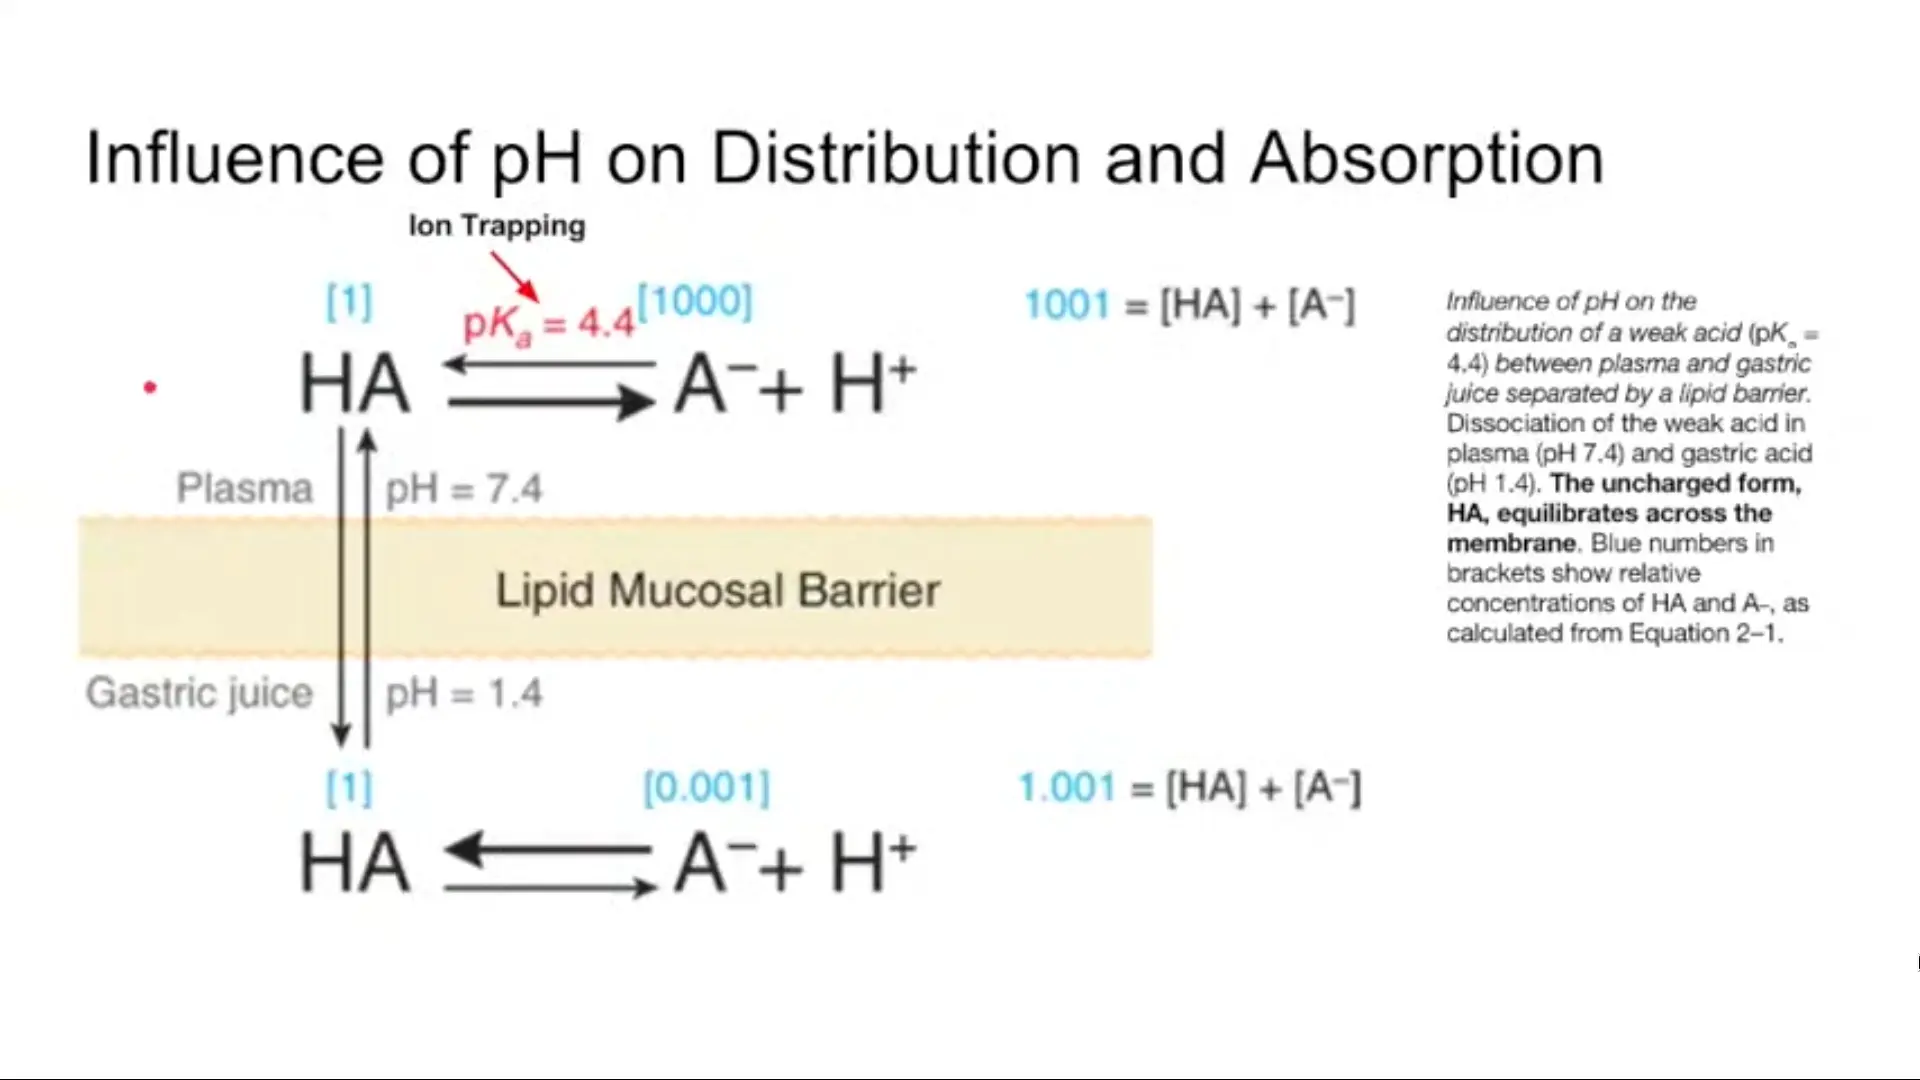 Influence of pH on Distribution and Absorption
Ion Trapping
[1]
pKa = 4.4
[1000]
1001 = [HA] + [A–]
HA
A– + H+
Plasma
pH = 7.4
Lipid Mucosal Barrier
Gastric juice
pH = 1.4
[1]
[0.001]
1.001 = [HA] + [A–]
HA
A– + H+
Influence of pH on the
distribution of a weak acid (pKa =
4.4) between plasma and gastric
juice separated by a lipid barrier.
Dissociation of the weak acid in
plasma (pH 7.4) and gastric acid
(pH 1.4). The uncharged form,
HA, equilibrates across the
membrane. Blue numbers in
brackets show relative
concentrations of HA and A–, as
calculated from Equation 2–1.